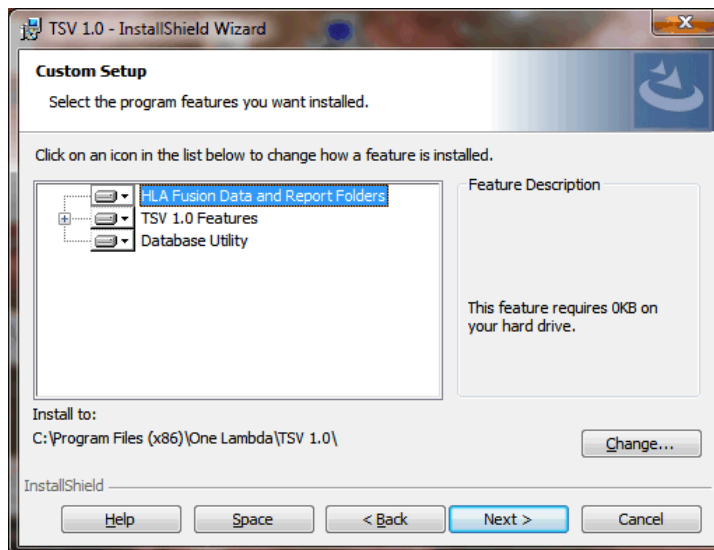 TSV 1.0 - InstallShield Wizard
Custom Setup
Select the program features you want installed.
Click on an icon in the list below to change how a feature is installed.
HLA Fusion Data and Report Folders
TSV 1.0 Features
Database Utility
Feature Description
This feature requires 0KB on
your hard drive.
Install to:
C:\Program Files (x86)\One Lambda\TSV 1.0\
Change...
InstallShield
Help
Space
< Back
Next >
Cancel